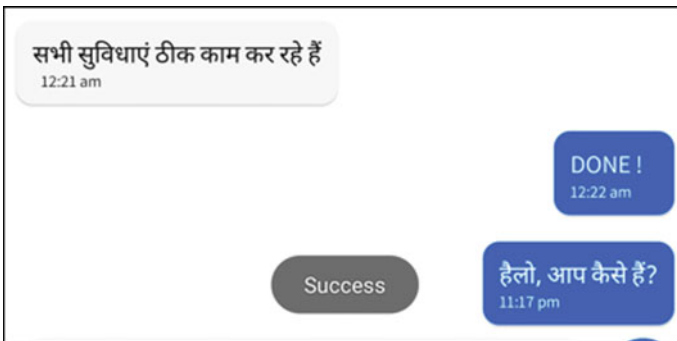 सभी सुविधाएं ठीक काम कर रहे हैं
12:21 am
DONE !
12:22 am
Success
हैलो, आप कैसे हैं?
11:17 pm